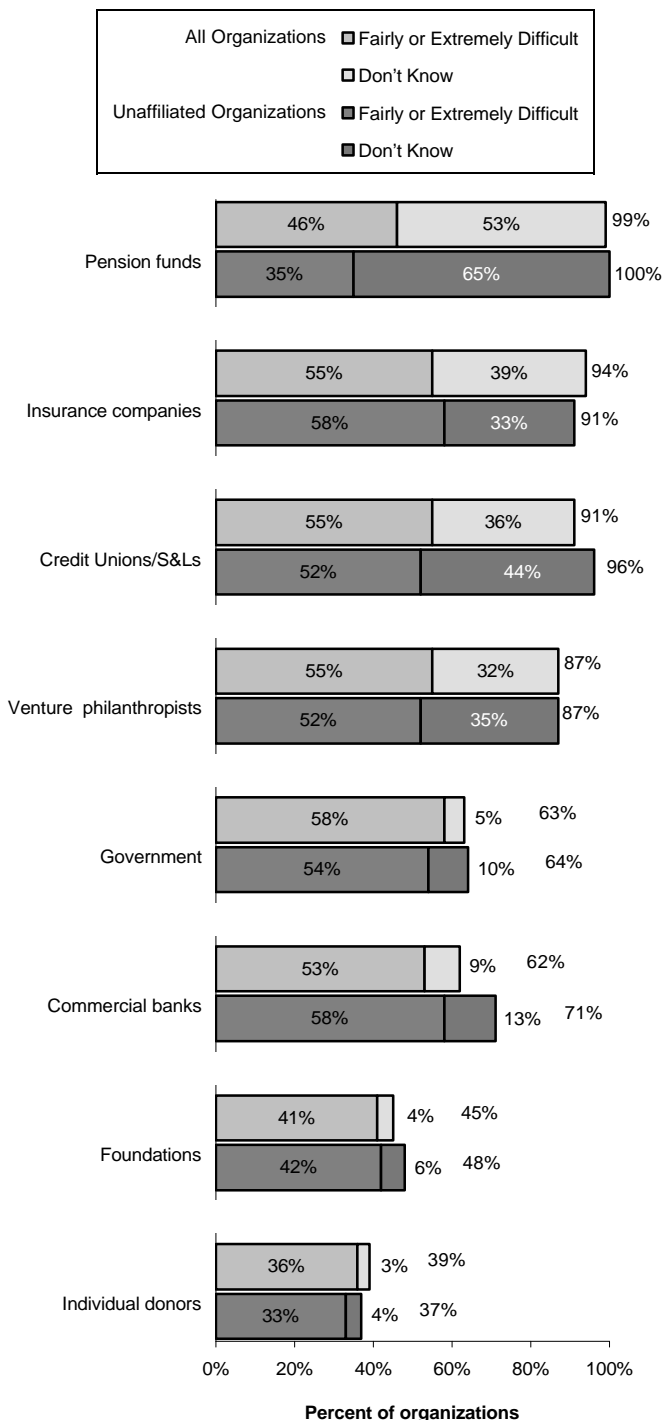 All Organizations Fairly or Extremely Difficult
Don't Know
Unaffiliated Organizations Fairly or Extremely Difficult
Don't Know
46% 53% 99%
Pension funds
35% 65% 100%
55% 39% 94%
Insurance companies
58% 33% 91%
55% 36% 91%
Credit Unions/S&Ls
52% 44% 96%
55% 32% 87%
Venture philanthropists
52% 35% 87%
58% 5% 63%
Government
54% 10% 64%
53% 9% 62%
Commercial banks
58% 13% 71%
41% 4% 45%
Foundations
42% 6% 48%
36% 3% 39%
Individual donors
33% 4% 37%
0% 20% 40% 60% 80% 100%
Percent of organizations